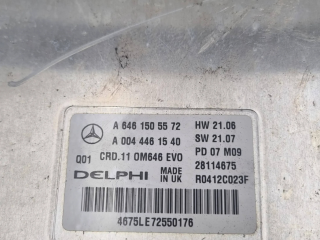 A 646 150 55 72 HW 21.06
A 004 446 15 40 SW 21.07
Q01 CRD.11 OM646 EVO PD 07 M09
28114675
DELPHI MADE IN UK R0412C023F
4675LE72550176